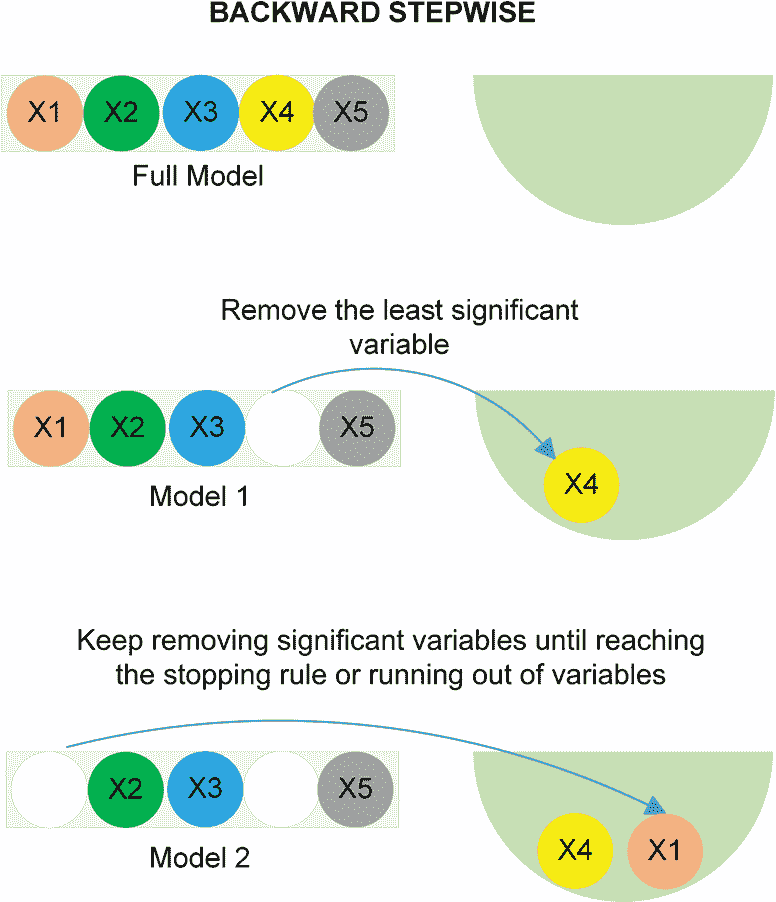 BACKWARD STEPWISE
X1 X2 X3 X4 X5
Full Model
Remove the least significant
variable
X1 X2 X3 X5
X4
Model 1
Keep removing significant variables until reaching
the stopping rule or running out of variables
X2 X3 X5
X4 X1
Model 2